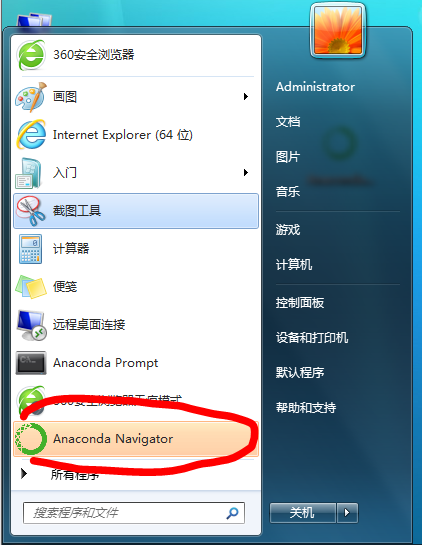 360安全浏览器
画图
Internet Explorer (64 位)
入门
截图工具
计算器
便笺
远程桌面连接
Anaconda Prompt
360安全浏览器无痕模式
Anaconda Navigator
所有程序
搜索程序和文件
Administrator
文档
图片
音乐
游戏
计算机
控制面板
设备和打印机
默认程序
帮助和支持
关机